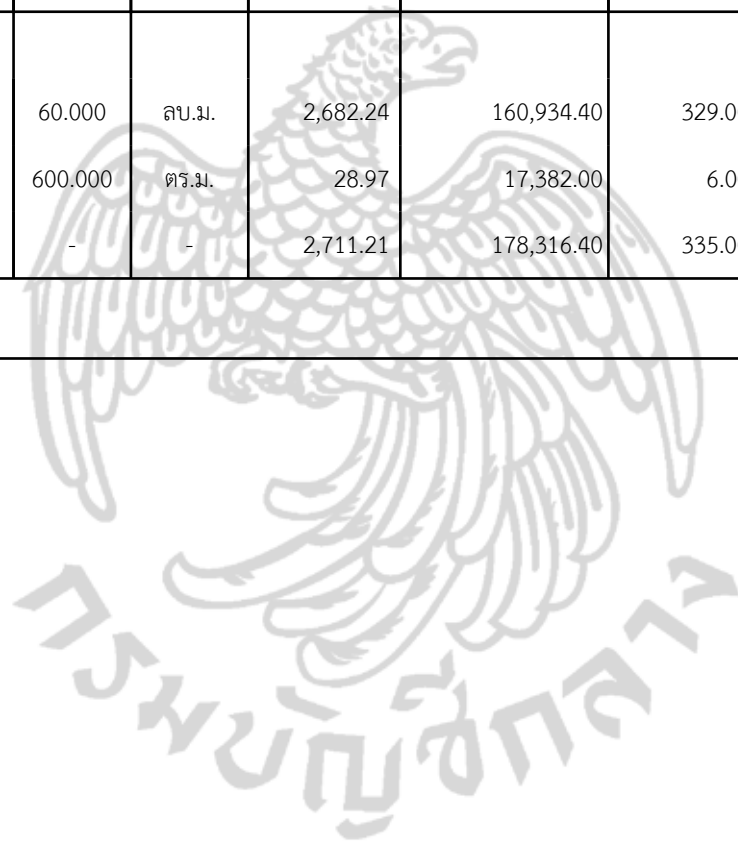 60.000 ลบ.ม. 2,682.24 160,934.40 329.0
600.000 ตร.ม. 28.97 17,382.00 6.0
- - 2,711.21 178,316.40 335.0
กรมบัญชีกลาง